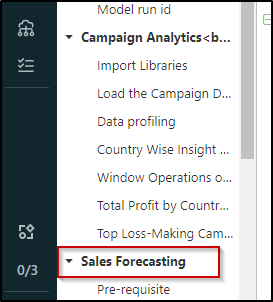 Model run id
Campaign Analytics<b...
Import Libraries
Load the Campaign D...
Data profiling
Country Wise Insight ...
Window Operations o...
Total Profit by Countr...
Top Loss-Making Cam...
0/3
Sales Forecasting
Pre-requisite